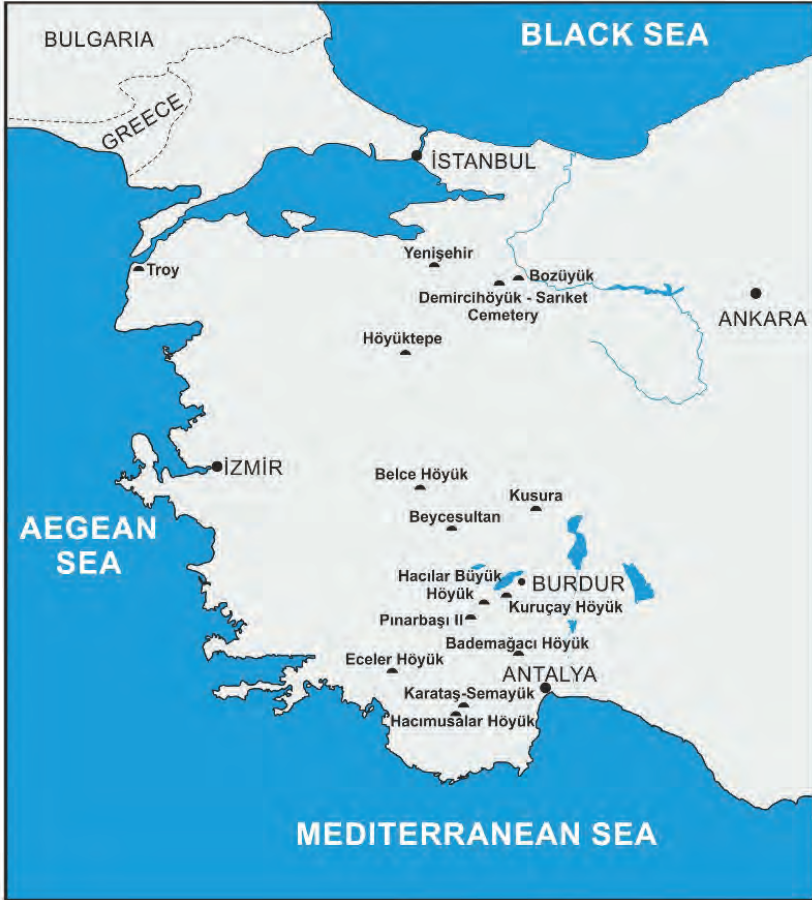 BLACK SEA
BULGARIA
GREECE
İSTANBUL
Yenişehir
Troy
Bozüyük
Demircihöyük - Sarıket
Cemetery
ANKARA
Höyüktepe
İZMİR
Belce Höyük
Kusura
Beycesultan
AEGEAN
SEA
Hacılar Büyük
Höyük
BURDUR
Kuruçay Höyük
Pınarbaşı II
Bademağacı Höyük
Eceler Höyük
ANTALYA
Karataş-Semayük
Hacımusalar Höyük
MEDITERRANEAN SEA